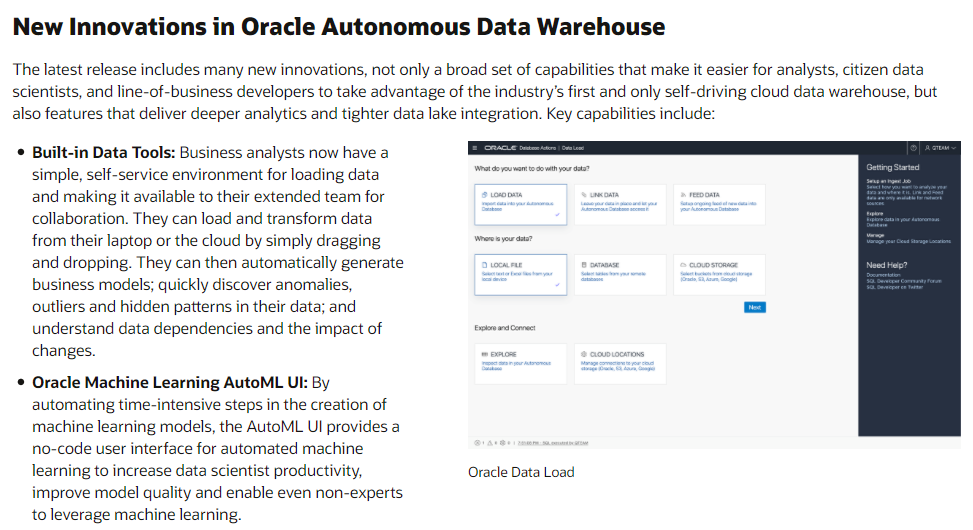 New Innovations in Oracle Autonomous Data Warehouse
The latest release includes many new innovations, not only a broad set of capabilities that make it easier for analysts, citizen data
scientists, and line-of-business developers to take advantage of the industry’s first and only self-driving cloud data warehouse, but
also features that deliver deeper analytics and tighter data lake integration. Key capabilities include:
• Built-in Data Tools: Business analysts now have a
simple, self-service environment for loading data
and making it available to their extended team for
collaboration. They can load and transform data
from their laptop or the cloud by simply dragging
and dropping. They can then automatically generate
business models; quickly discover anomalies,
outliers and hidden patterns in their data; and
understand data dependencies and the impact of
changes.
• Oracle Machine Learning AutoML UI: By
automating time-intensive steps in the creation of
machine learning models, the AutoML UI provides a
no-code user interface for automated machine
learning to increase data scientist productivity,
improve model quality and enable even non-experts
to leverage machine learning.
ORACLE Database Actions | Data Load
GTEAM
What do you want to do with your data?
LOAD DATA
Import data into your Autonomous
Database
LINK DATA
Leave your data in place and let your
Autonomous Database access it
FEED DATA
Setup ongoing feed of new data into
your Autonomous Database
Where is your data?
LOCAL FILE
Select text or Excel files from your
local device
DATABASE
Select tables from your remote
databases
CLOUD STORAGE
Select buckets from cloud storage
(Oracle, S3, Azure, Google)
Next
Explore and Connect
EXPLORE
Inspect data in your Autonomous
Database
CLOUD LOCATIONS
Manage connections to your cloud
storage (Oracle, S3, Azure, Google)
Getting Started
Setup an Ingest Job
Select how you want to analyze your
data and where it is. Link and Feed
data are only available for network
sources
Explore
Explore data in your Autonomous
Database
Manage
Manage your Cloud Storage Locations
Need Help?
Documentation
SQL Developer Community Forum
SQL Developer on Twitter
Oracle Data Load